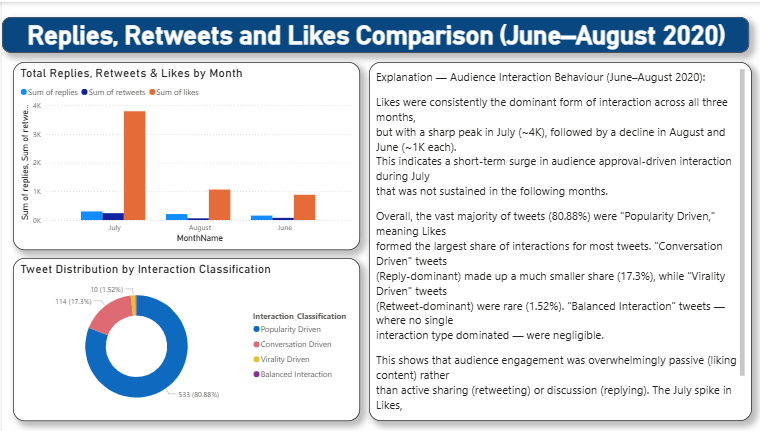 Replies, Retweets and Likes Comparison (June–August 2020)
Total Replies, Retweets & Likes by Month
Sum of replies Sum of retweets Sum of likes
Sum of replies, Sum of retwe...
4K
3K
2K
1K
0K
July August June
MonthName
Tweet Distribution by Interaction Classification
10 (1.52%)
114 (17.3%)
533 (80.88%)
Interaction_Classification
Popularity Driven
Conversation Driven
Virality Driven
Balanced Interaction
Explanation — Audience Interaction Behaviour (June–August 2020):
Likes were consistently the dominant form of interaction across all three
months,
but with a sharp peak in July (~4K), followed by a decline in August and
June (~1K each).
This indicates a short-term surge in audience approval-driven interaction
during July
that was not sustained in the following months.
Overall, the vast majority of tweets (80.88%) were "Popularity Driven,"
meaning Likes
formed the largest share of interactions for most tweets. "Conversation
Driven" tweets
(Reply-dominant) made up a much smaller share (17.3%), while "Virality
Driven" tweets
(Retweet-dominant) were rare (1.52%). "Balanced Interaction" tweets —
where no single
interaction type dominated — were negligible.
This shows that audience engagement was overwhelmingly passive (liking
content) rather
than active sharing (retweeting) or discussion (replying). The July spike in
Likes,